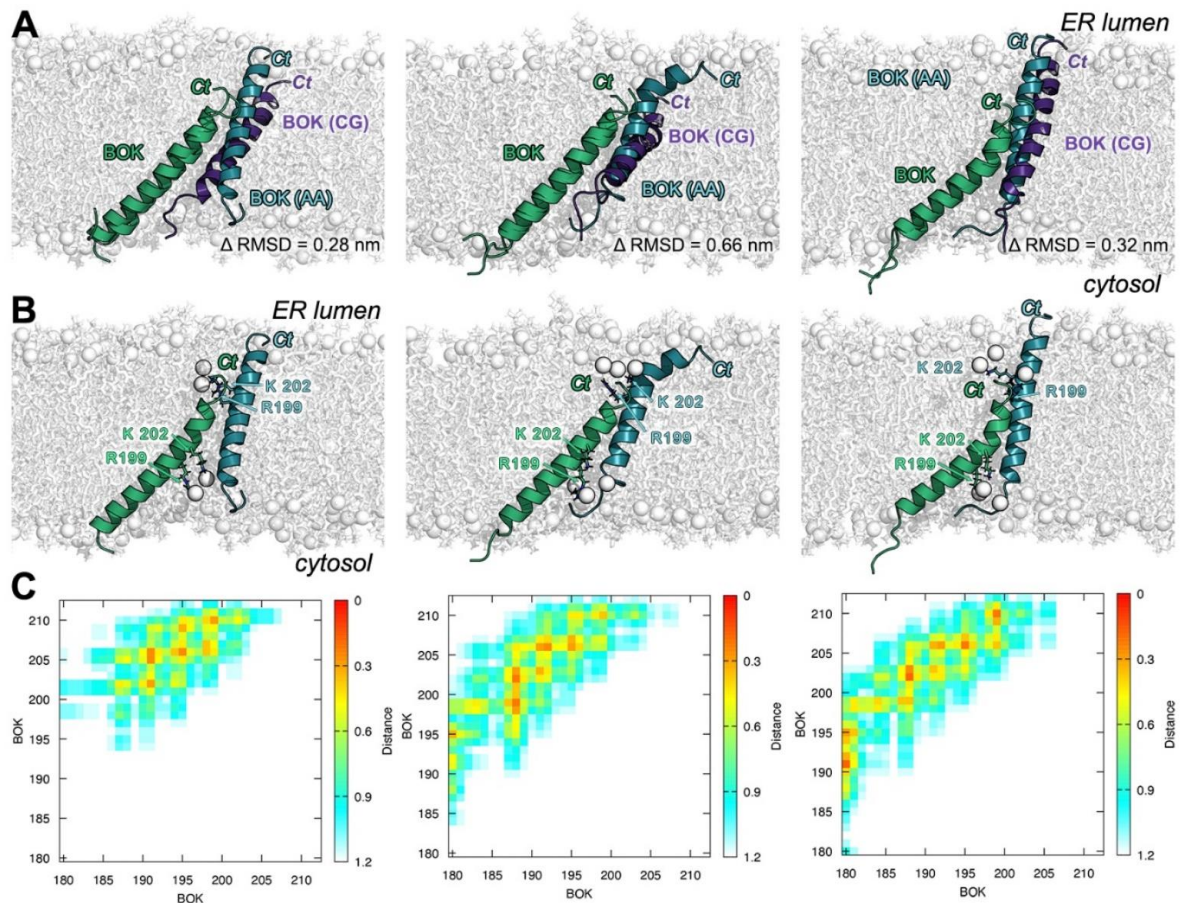 A
ER lumen
Ct
Ct
Ct
BOK
BOK (CG)
BOK (AA)
Δ RMSD = 0.28 nm
Ct
Ct
Ct
BOK
BOK (CG)
BOK (AA)
Δ RMSD = 0.66 nm
Ct
Ct
BOK (AA)
Ct
BOK
BOK (CG)
Δ RMSD = 0.32 nm
cytosol
B
ER lumen
Ct
Ct
K 202
R199
K 202
R199
cytosol
Ct
Ct
K 202
R199
K 202
R199
Ct
K 202
Ct
R199
K 202
R199
C
210
205
200
195
190
185
180
BOK
180 185 190 195 200 205 210
BOK
0
0.3
0.6
0.9
1.2
Distance
210
205
200
195
190
185
180
BOK
180 185 190 195 200 205 210
BOK
0
0.3
0.6
0.9
1.2
Distance
210
205
200
195
190
185
180
BOK
180 185 190 195 200 205 210
BOK
0
0.3
0.6
0.9
1.2
Distance